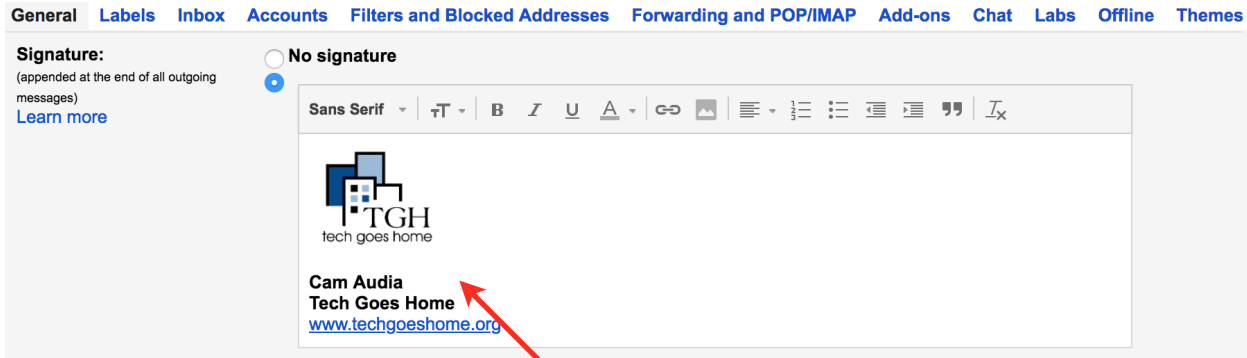 General Labels Inbox Accounts Filters and Blocked Addresses Forwarding and POP/IMAP Add-ons Chat Labs Offline Themes
Signature:
(appended at the end of all outgoing
messages)
Learn more
No signature
Sans Serif
TGH
tech goes home
Cam Audia
Tech Goes Home
www.techgoeshome.org